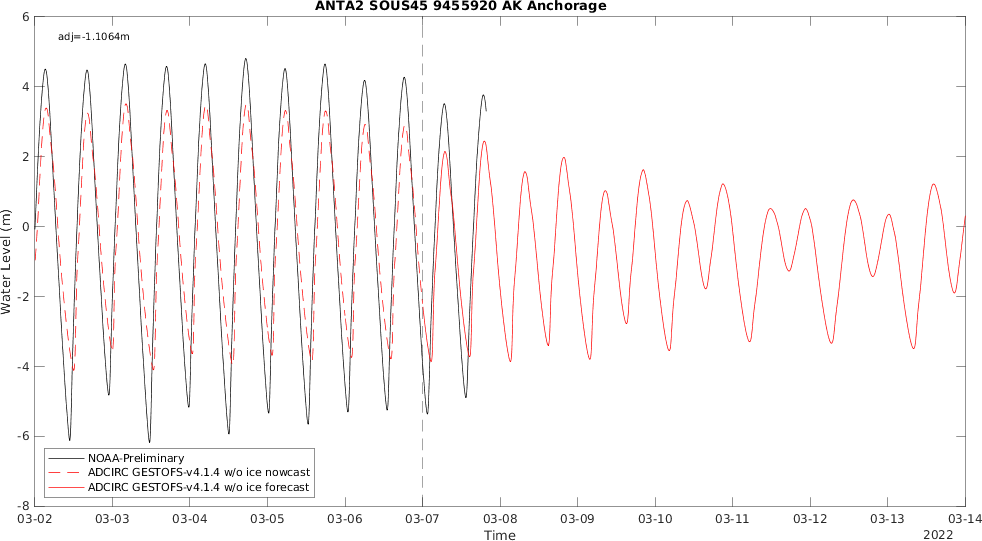 ANTA2 SOUS45 9455920 AK Anchorage
adj=-1.1064m
6
4
2
0
-2
-4
-6
-8
Water Level (m)
NOAA-Preliminary
ADCIRC GESTOFS-v4.1.4 w/o ice nowcast
ADCIRC GESTOFS-v4.1.4 w/o ice forecast
03-02 03-03 03-04 03-05 03-06 03-07 03-08 03-09 03-10 03-11 03-12 03-13 03-14
Time
2022